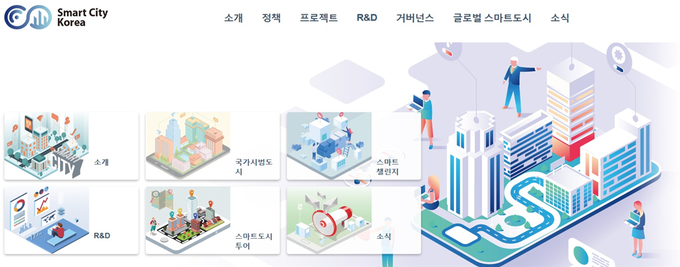 Smart City
Korea
소개
정책
프로젝트
R&D
거버넌스
글로벌 스마트도시
소식
소개
국가시범도
시
스마트
챌린지
R&D
스마트도시
투어
소식